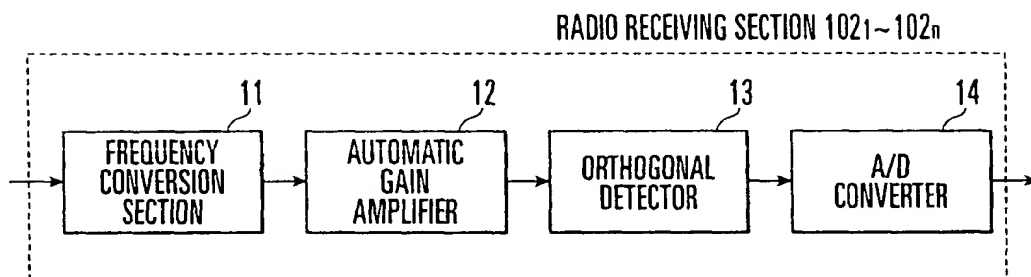 RADIO RECEIVING SECTION 102₁~102ₙ
11
12
13
14
FREQUENCY
CONVERSION
SECTION
AUTOMATIC
GAIN
AMPLIFIER
ORTHOGONAL
DETECTOR
A/D
CONVERTER